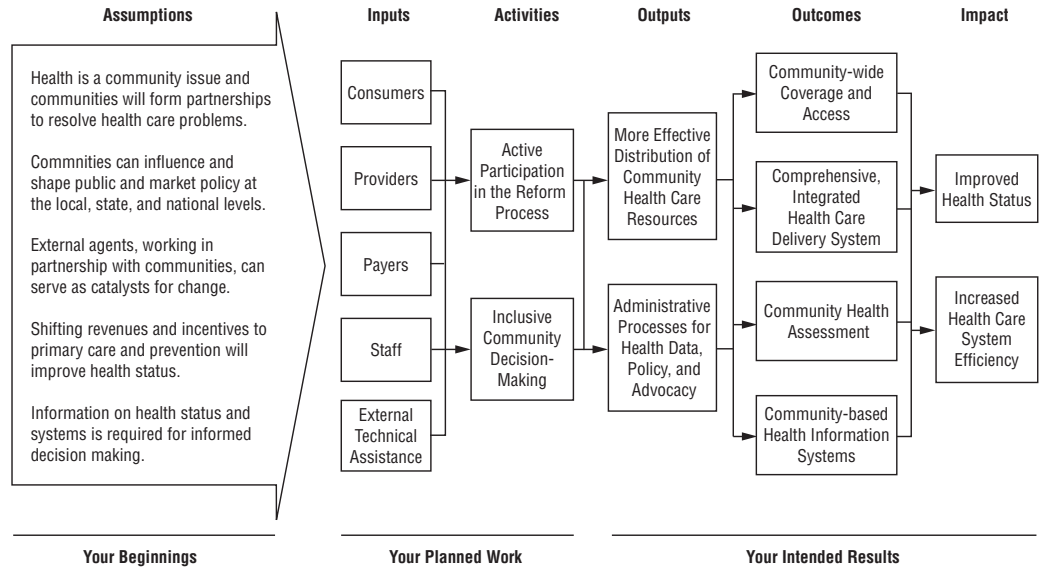 Assumptions
Inputs
Activities
Outputs
Outcomes
Impact
Health is a community issue and
communities will form partnerships
to resolve health care problems.
Commnities can influence and
shape public and market policy at
the local, state, and national levels.
External agents, working in
partnership with communities, can
serve as catalysts for change.
Shifting revenues and incentives to
primary care and prevention will
improve health status.
Information on health status and
systems is required for informed
decision making.
Consumers
Providers
Payers
Staff
External
Technical
Assistance
Active
Participation
in the Reform
Process
Inclusive
Community
Decision-
Making
More Effective
Distribution of
Community
Health Care
Resources
Administrative
Processes for
Health Data,
Policy, and
Advocacy
Community-wide
Coverage and
Access
Comprehensive,
Integrated
Health Care
Delivery System
Community Health
Assessment
Community-based
Health Information
Systems
Improved
Health Status
Increased
Health Care
System
Efficiency
Your Beginnings
Your Planned Work
Your Intended Results